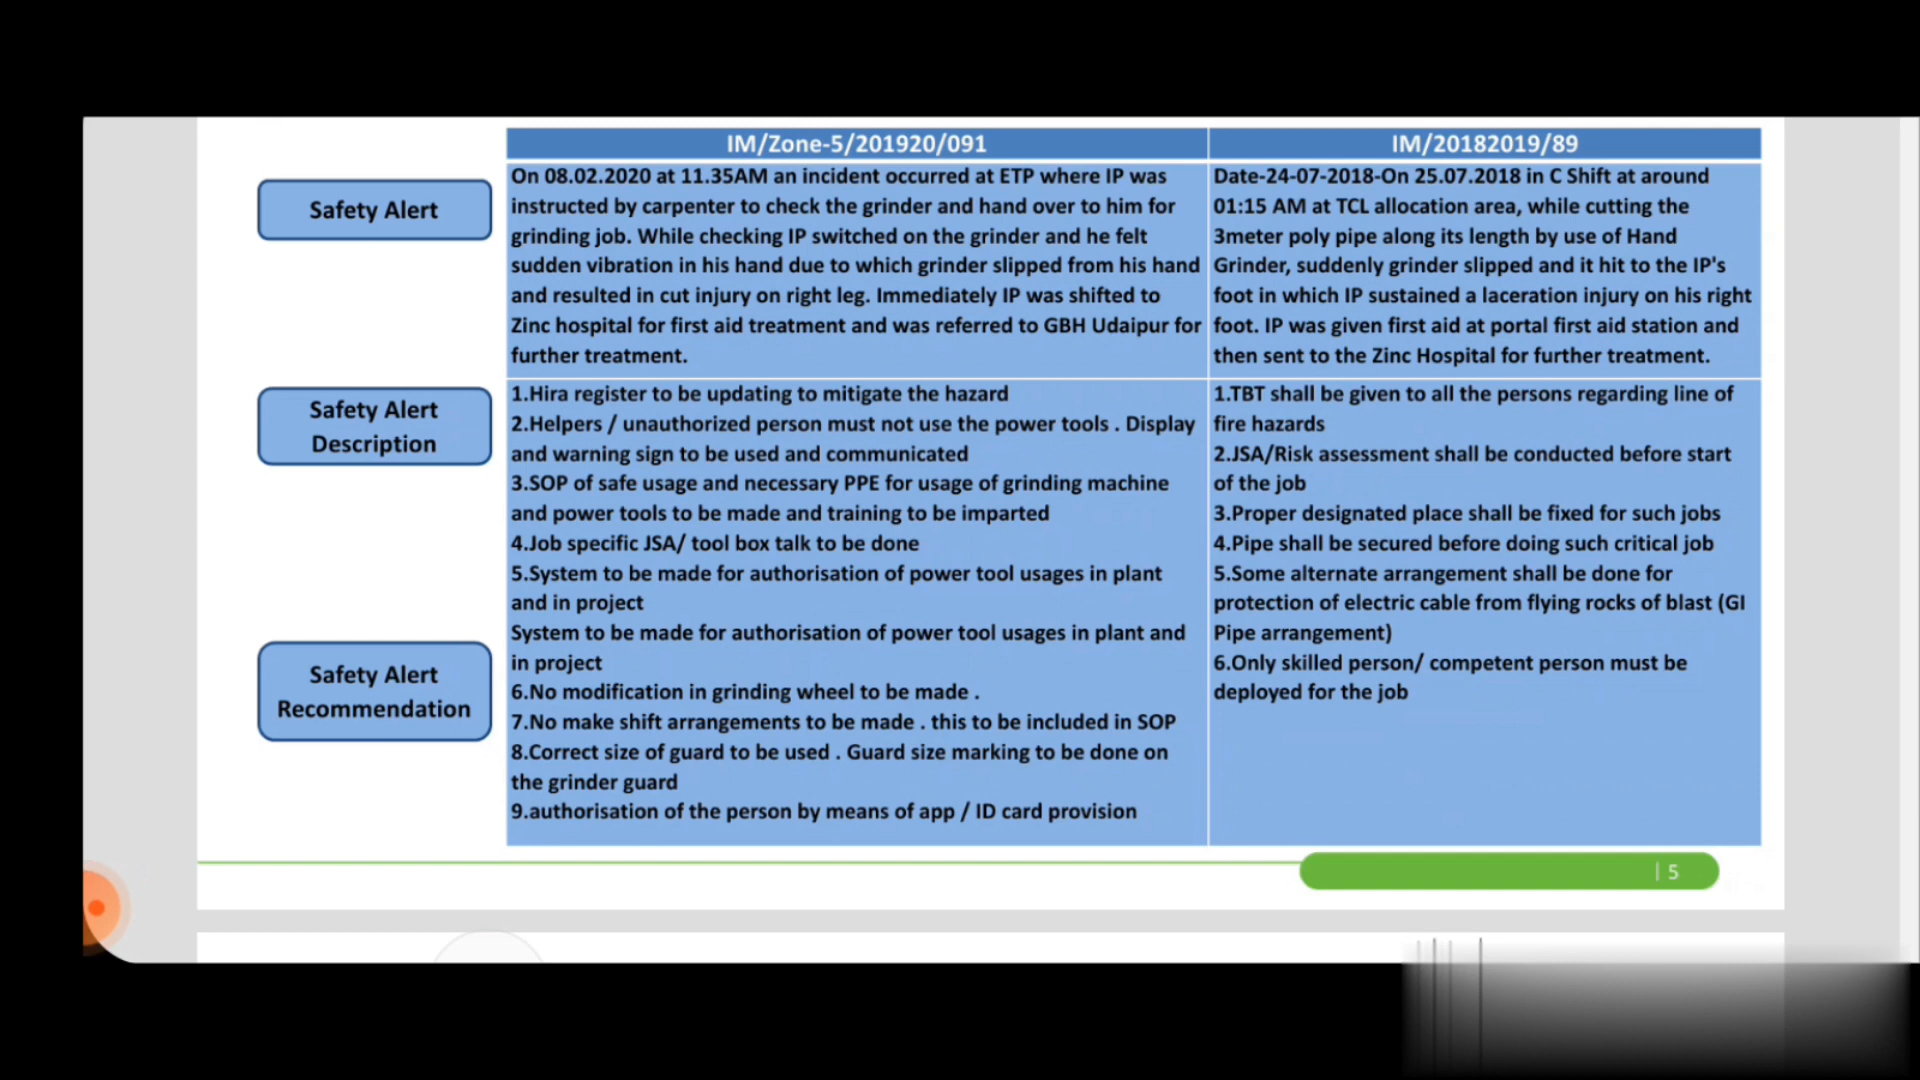 IM/Zone-5/201920/091
IM/20182019/89
Safety Alert
On 08.02.2020 at 11.35AM an incident occurred at ETP where IP was
instructed by carpenter to check the grinder and hand over to him for
grinding job. While checking IP switched on the grinder and he felt
sudden vibration in his hand due to which grinder slipped from his hand
and resulted in cut injury on right leg. Immediately IP was shifted to
Zinc hospital for first aid treatment and was referred to GBH Udaipur for
further treatment.
Date-24-07-2018-On 25.07.2018 in C Shift at around
01:15 AM at TCL allocation area, while cutting the
3meter poly pipe along its length by use of Hand
Grinder, suddenly grinder slipped and it hit to the IP's
foot in which IP sustained a laceration injury on his right
foot. IP was given first aid at portal first aid station and
then sent to the Zinc Hospital for further treatment.
Safety Alert
Description
Safety Alert
Recommendation
1.Hira register to be updating to mitigate the hazard
2.Helpers / unauthorized person must not use the power tools . Display
and warning sign to be used and communicated
3.SOP of safe usage and necessary PPE for usage of grinding machine
and power tools to be made and training to be imparted
4.Job specific JSA/ tool box talk to be done
5.System to be made for authorisation of power tool usages in plant
and in project
System to be made for authorisation of power tool usages in plant and
in project
6.No modification in grinding wheel to be made .
7.No make shift arrangements to be made . this to be included in SOP
8.Correct size of guard to be used . Guard size marking to be done on
the grinder guard
9.authorisation of the person by means of app / ID card provision
1.TBT shall be given to all the persons regarding line of
fire hazards
2.JSA/Risk assessment shall be conducted before start
of the job
3.Proper designated place shall be fixed for such jobs
4.Pipe shall be secured before doing such critical job
5.Some alternate arrangement shall be done for
protection of electric cable from flying rocks of blast (GI
Pipe arrangement)
6.Only skilled person/ competent person must be
deployed for the job
| 5